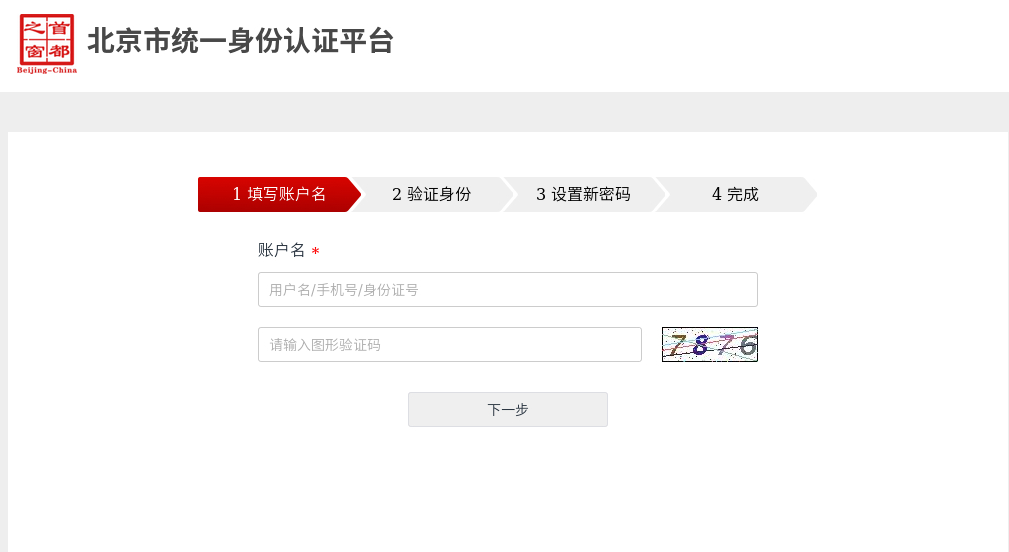 首都之窗
Beijing-China
北京市统一身份认证平台
1 填写账户名
2 验证身份
3 设置新密码
4 完成
账户名 *
用户名/手机号/身份证号
请输入图形验证码
7876
下一步